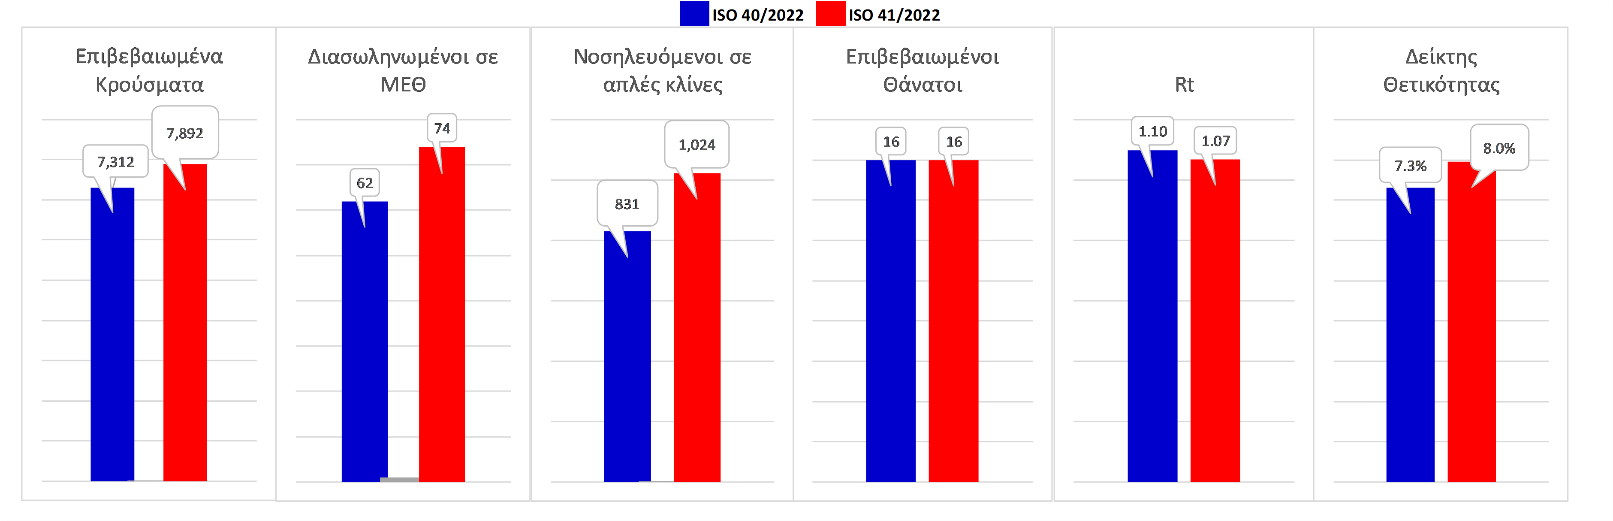 ISO 40/2022 ISO 41/2022
Επιβεβαιωμένα
Κρούσματα
7,312
7,892
Διασωληνωμένοι σε
ΜΕΘ
62
74
Νοσηλευόμενοι σε
απλές κλίνες
831
1,024
Επιβεβαιωμένοι
Θάνατοι
16
16
Rt
1.10
1.07
Δείκτης
Θετικότητας
7.3%
8.0%